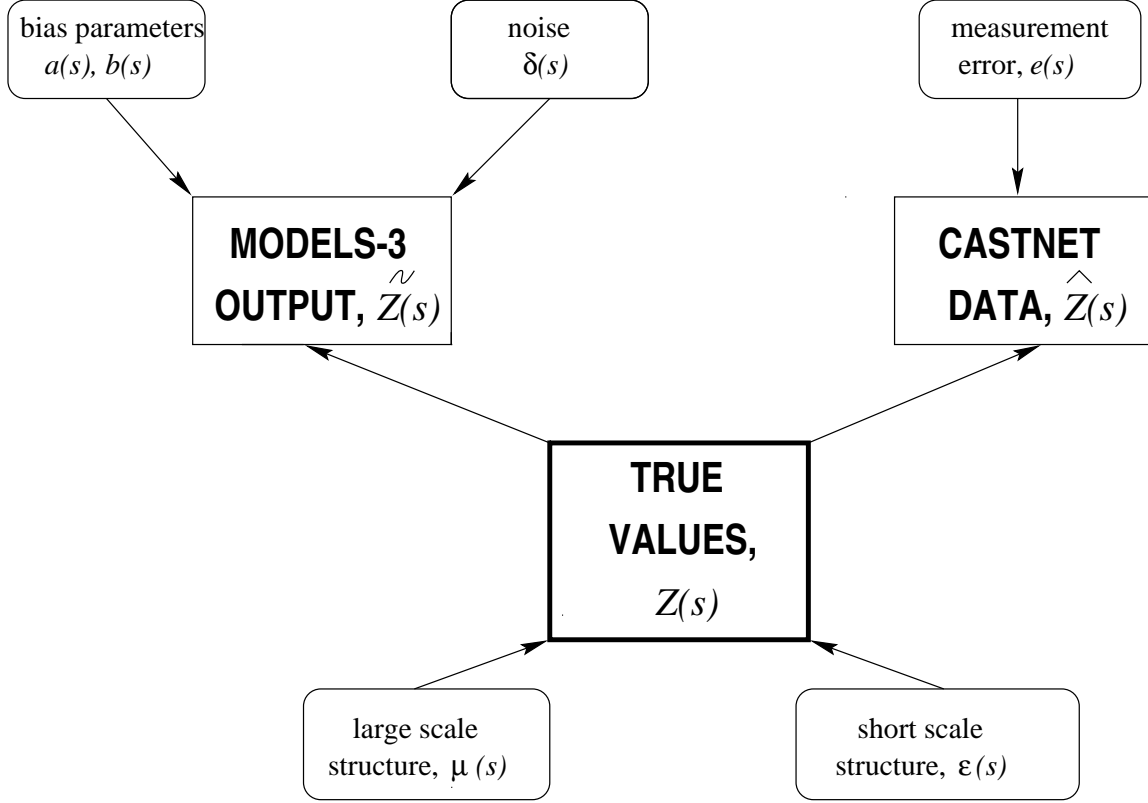 bias parameters
a(s), b(s)
noise
δ(s)
measurement
error, e(s)
MODELS-3
OUTPUT, Z̃(s)
CASTNET
DATA, Ẑ(s)
TRUE
VALUES,
Z(s)
large scale
structure, μ(s)
short scale
structure, ε(s)